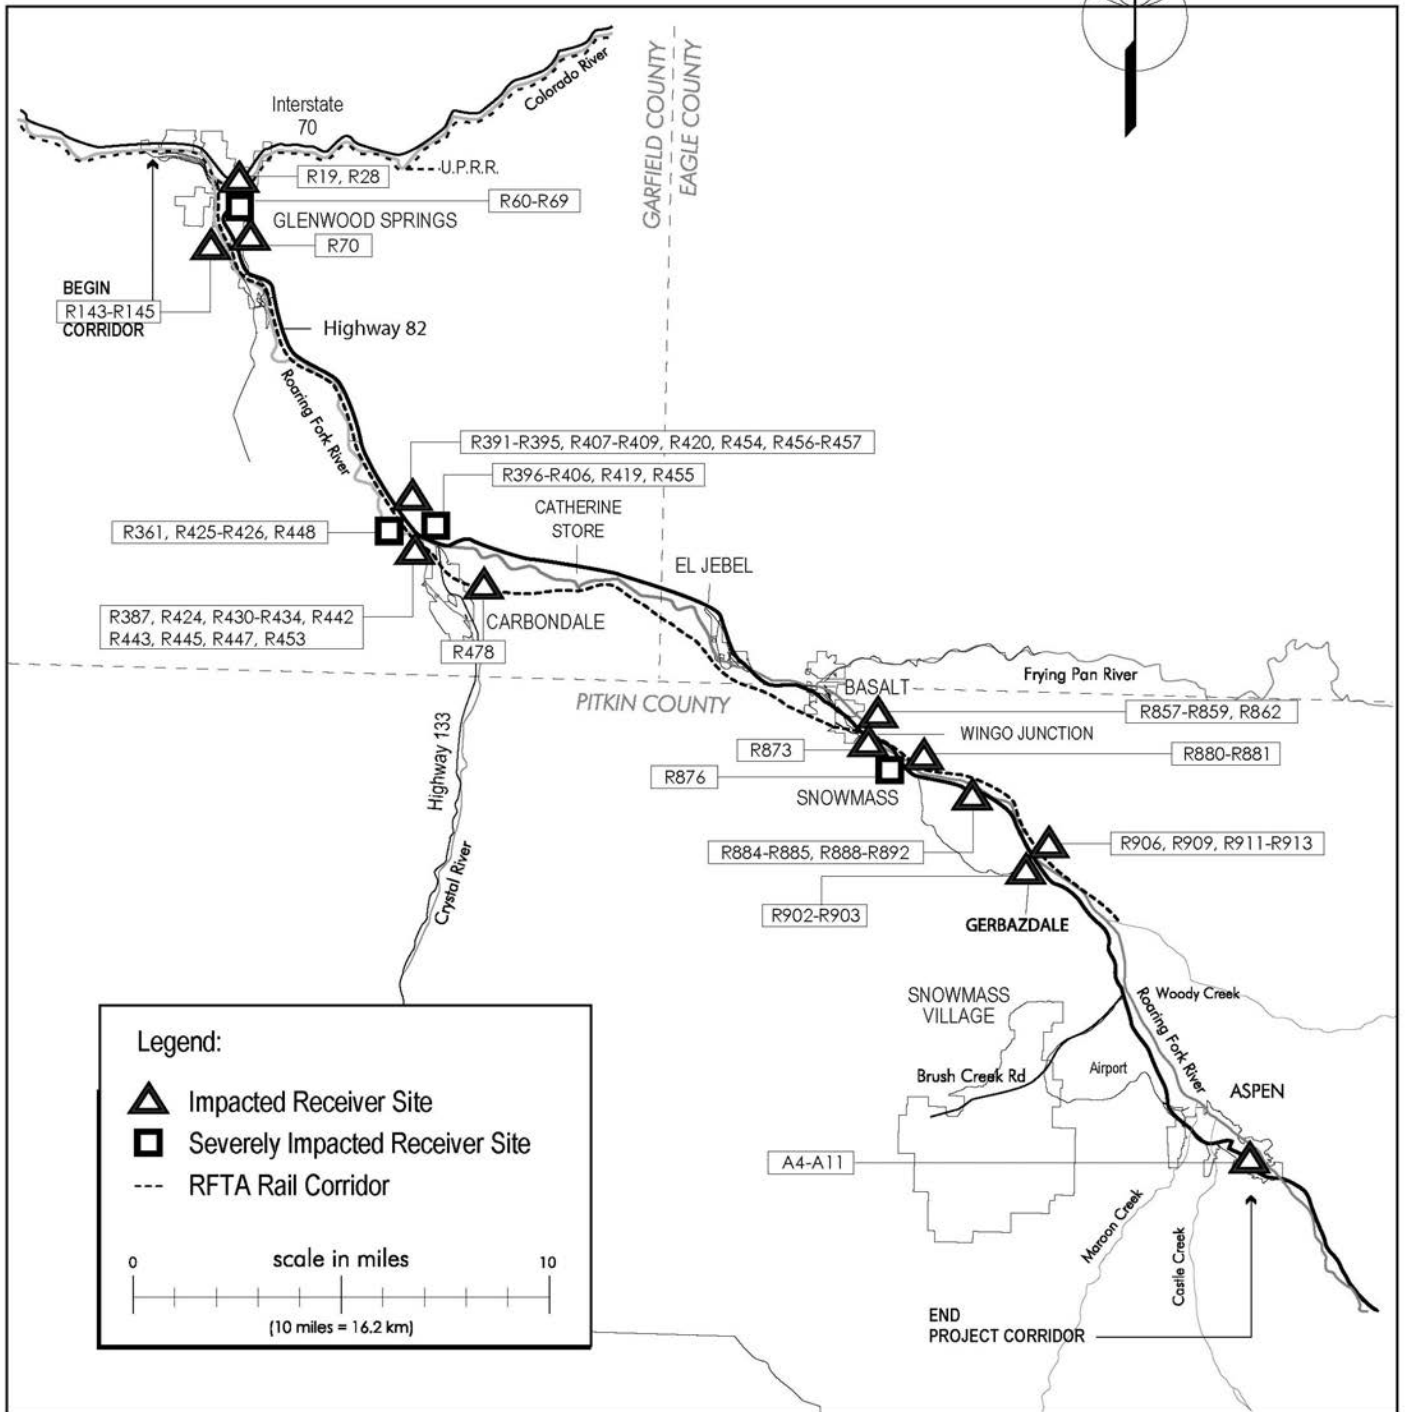 Colorado River
GARFIELD COUNTY
EAGLE COUNTY
Interstate
70
U.P.R.R.
R19, R28
R60-R69
GLENWOOD SPRINGS
R70
BEGIN
R143-R145
CORRIDOR
Highway 82
Roaring Fork River
R391-R395, R407-R409, R420, R454, R456-R457
R396-R406, R419, R455
CATHERINE
STORE
R361, R425-R426, R448
EL JEBEL
R387, R424, R430-R434, R442
R443, R445, R447, R453
CARBONDALE
R478
Frying Pan River
BASALT
PITKIN COUNTY
R857-R859, R862
WINGO JUNCTION
R873
R880-R881
R876
SNOWMASS
Highway 133
R906, R909, R911-R913
R884-R885, R888-R892
Crystal River
R902-R903
GERBAZDALE
SNOWMASS
VILLAGE
Woody Creek
Roaring Fork River
Airport
Brush Creek Rd
ASPEN
A4-A11
Maroon Creek
Castle Creek
END
PROJECT CORRIDOR
Legend:
Impacted Receiver Site
Severely Impacted Receiver Site
RFTA Rail Corridor
0 scale in miles 10
(10 miles = 16.2 km)